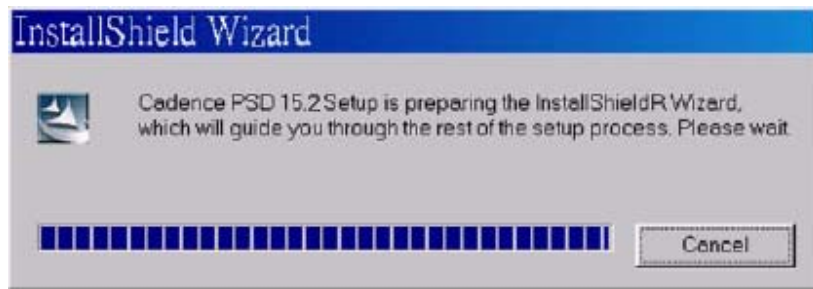 InstallShield Wizard
Cadence PSD 15.2 Setup is preparing the InstallShieldR Wizard,
which will guide you through the rest of the setup process. Please wait.
Cancel